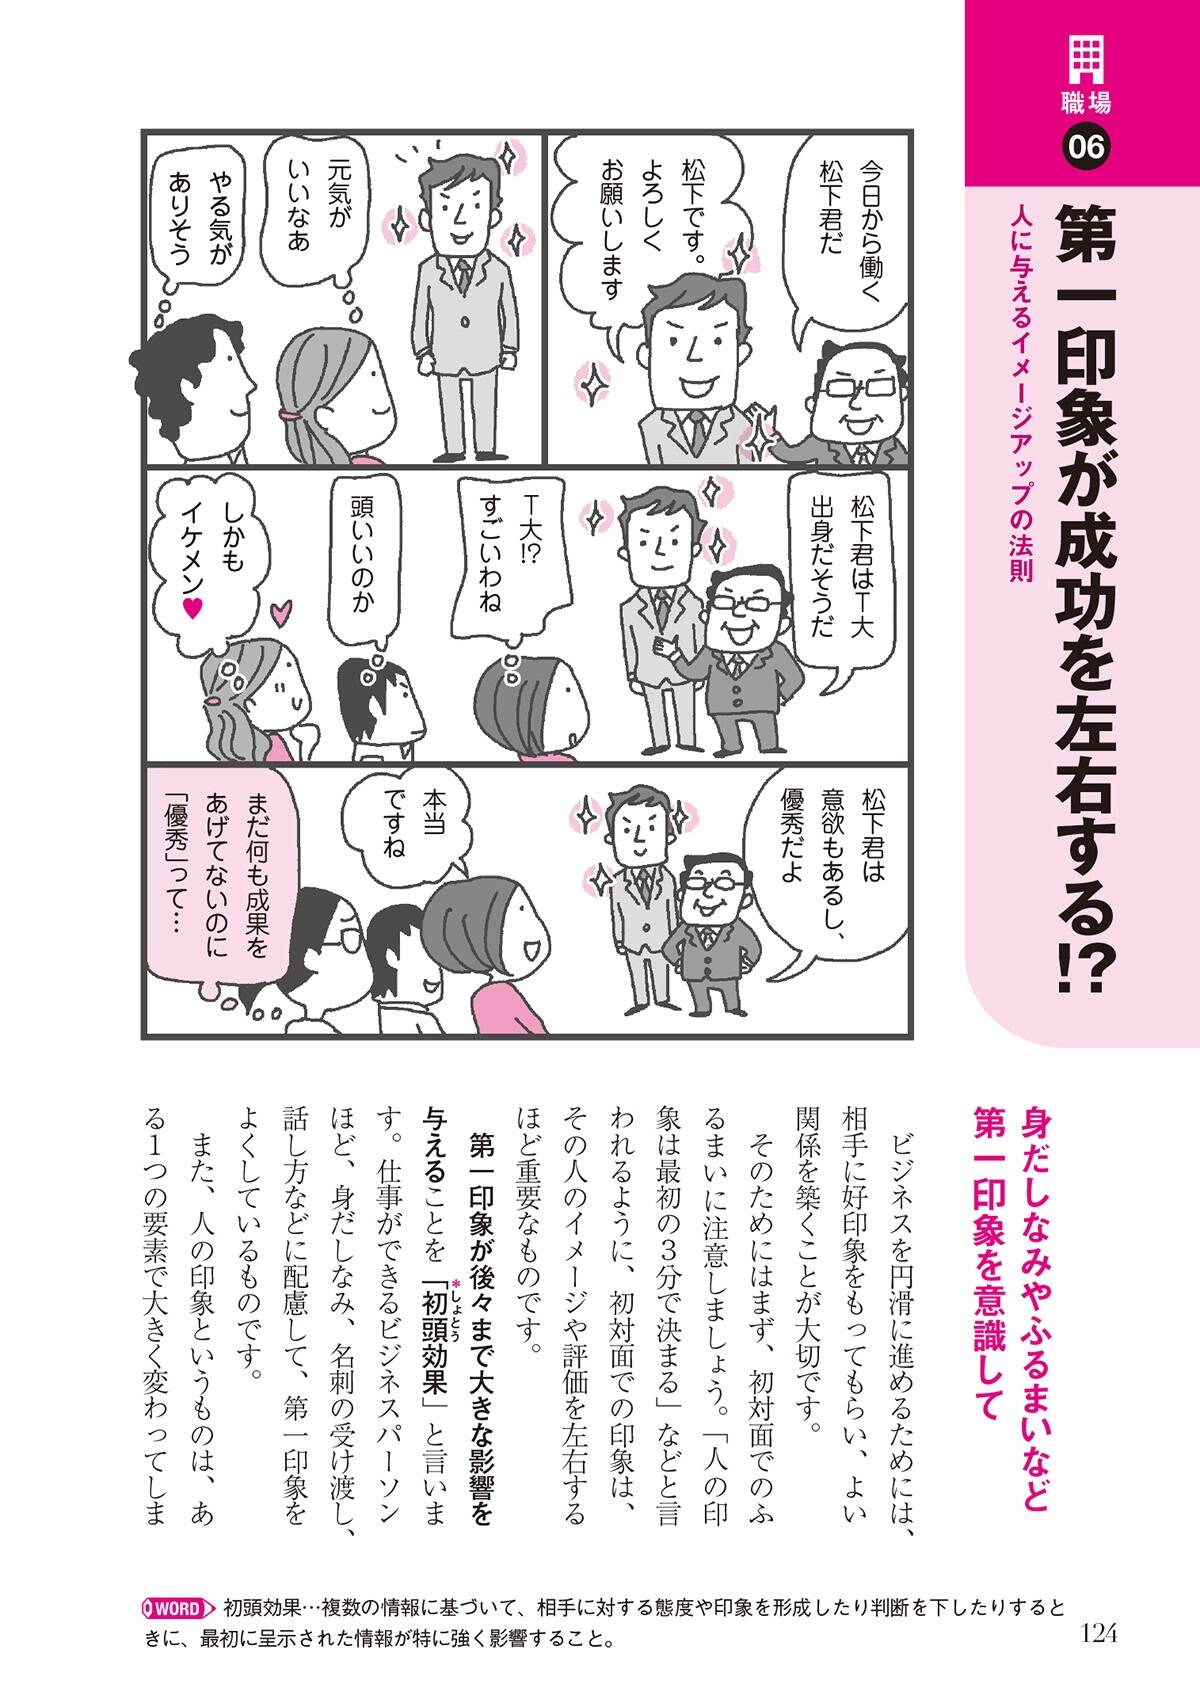 職場
06
第一印象が成功を左右する!?
人に与えるイメージアップの法則
今日から働く
松下君だ
松下です。
よろしく
お願いします
元気が
いいなあ
やる気が
ありそう
松下君はT大
出身だそうだ
T大!?
すごいわね
頭いいのか
しかも
イケメン♥
松下君は
意欲もあるし、
優秀だよ
本当
ですね
まだ何も成果を
あげてないのに
「優秀」って…
身だしなみやふるまいなど
第一印象を意識して
ビジネスを円滑に進めるためには、
相手に好印象をもってもらい、よい
関係を築くことが大切です。
そのためにはまず、初対面でのふ
るまいに注意しましょう。「人の印
象は最初の3分で決まる」などと言
われるように、初対面での印象は、
その人のイメージや評価を左右する
ほど重要なものです。
第一印象が後々まで大きな影響を
与えることを「*初頭効果」と言いま
しょとう
す。仕事ができるビジネスパーソン
ほど、身だしなみ、名刺の受け渡し、
話し方などに配慮して、第一印象を
よくしているものです。
また、人の印象というものは、あ
る1つの要素で大きく変わってしま
WORD 初頭効果…複数の情報に基づいて、相手に対する態度や印象を形成したり判断を下したりすると
きに、最初に呈示された情報が特に強く影響すること。
124